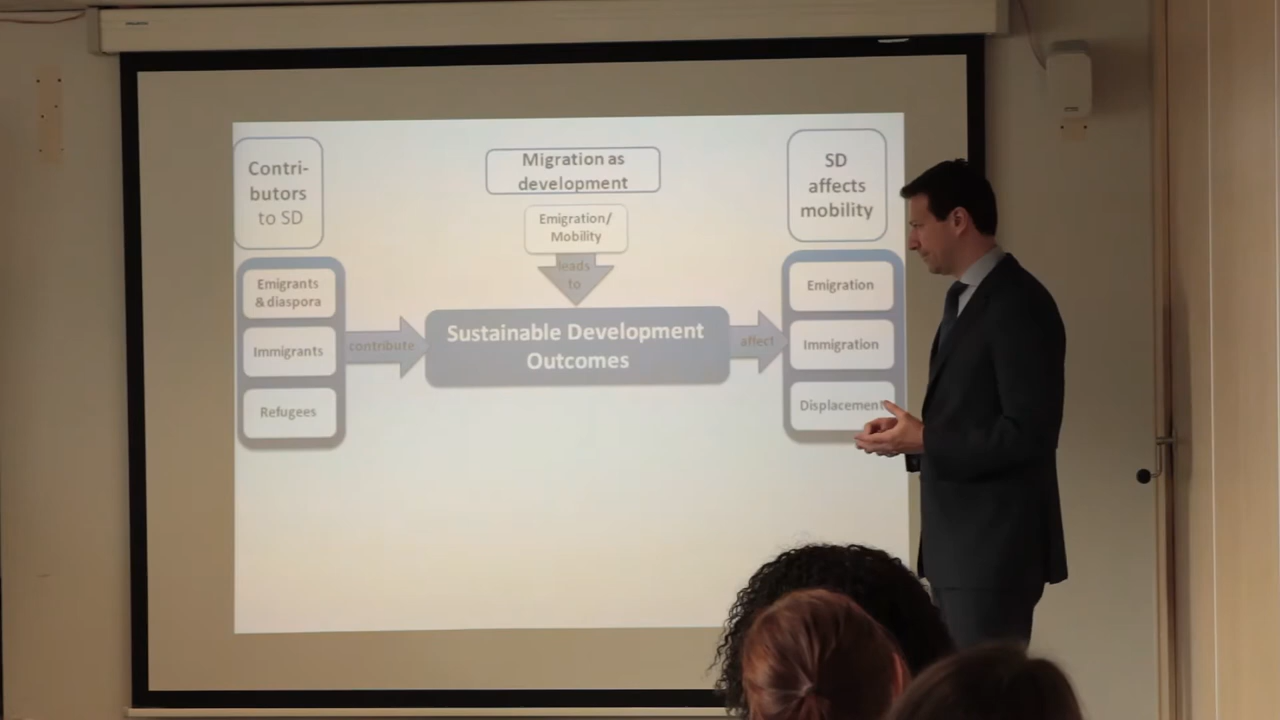 Contri-
butors
to SD
Migration as
development
SD
affects
mobility
Emigration/
Mobility
leads
to
Emigrants
& diaspora
Immigrants
Refugees
contribute
Sustainable Development
Outcomes
affect
Emigration
Immigration
Displacement